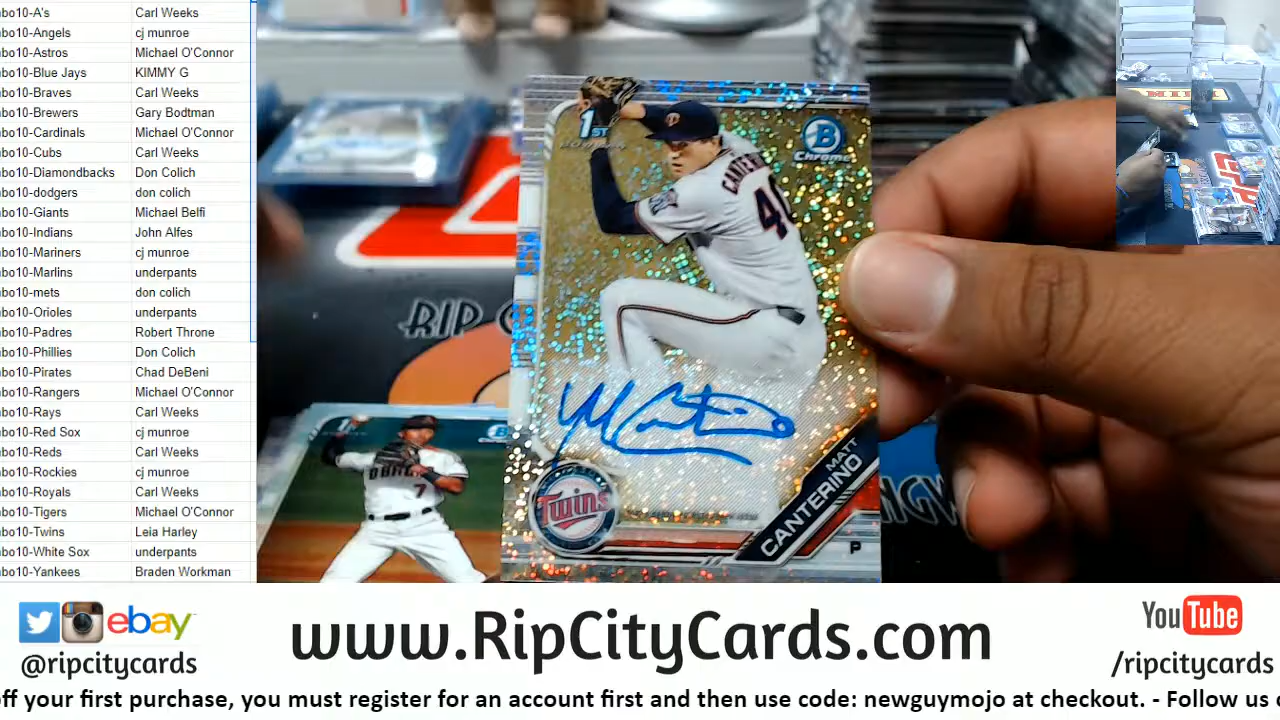 bo10-A's Carl Weeks
bo10-Angels cj munroe
bo10-Astros Michael O'Connor
bo10-Blue Jays KIMMY G
bo10-Braves Carl Weeks
bo10-Brewers Gary Bodtman
bo10-Cardinals Michael O'Connor
bo10-Cubs Carl Weeks
bo10-Diamondbacks Don Colich
bo10-dodgers don colich
bo10-Giants Michael Belfi
bo10-Indians John Alfes
bo10-Mariners cj munroe
bo10-Marlins underpants
bo10-mets don colich
bo10-Orioles underpants
bo10-Padres Robert Throne
bo10-Phillies Don Colich
bo10-Pirates Chad DeBeni
bo10-Rangers Michael O'Connor
bo10-Rays Carl Weeks
bo10-Red Sox cj munroe
bo10-Reds Carl Weeks
bo10-Rockies cj munroe
bo10-Royals Carl Weeks
bo10-Tigers Michael O'Connor
bo10-Twins Leia Harley
bo10-White Sox underpants
bo10-Yankees Braden Workman
1ST
BOWMAN
B
Chrome
CANTERI
4
Twins
MATT
CANTERINO
P
RIP C
7
ebay
@ripcitycards
www.RipCityCards.com
YouTube
/ripcitycards
off your first purchase, you must register for an account first and then use code: newguymojo at checkout. - Follow us